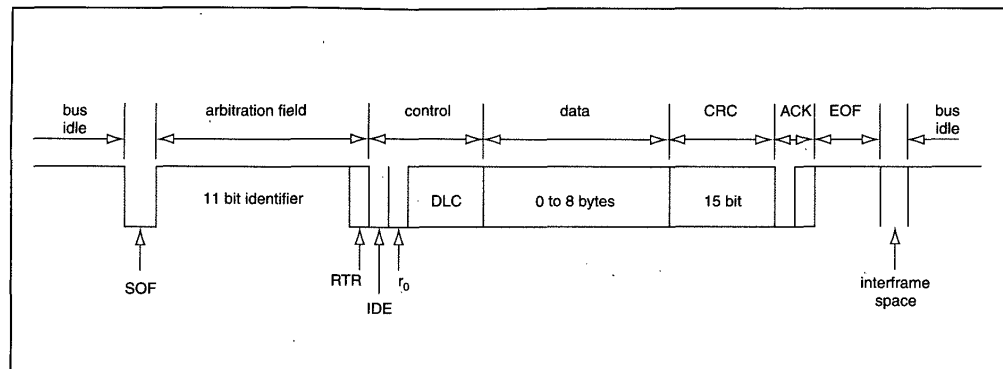 bus idle
arbitration field
control
data
CRC
ACK
EOF
bus idle
11 bit identifier
DLC
0 to 8 bytes
15 bit
SOF
RTR
IDE
r₀
interframe space